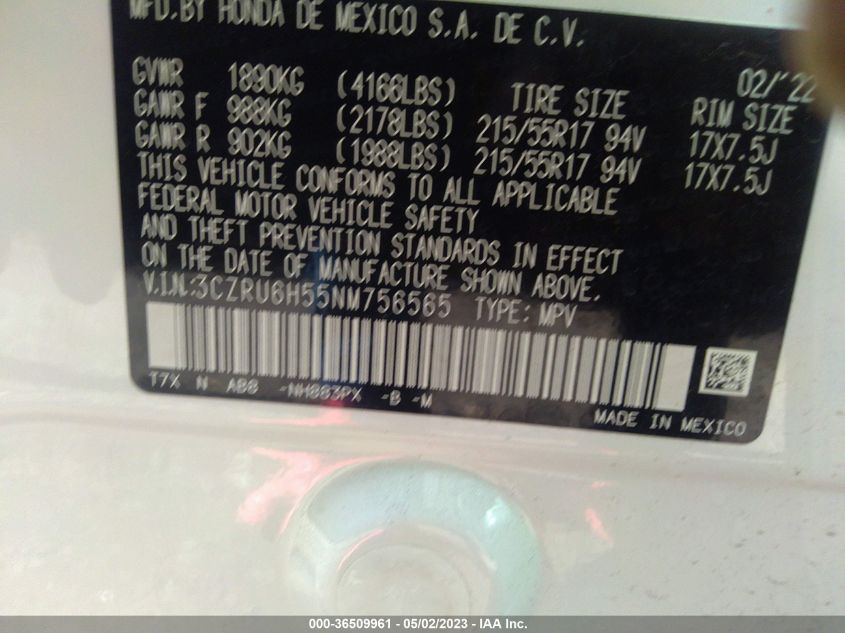 MFD. BY HONDA DE MEXICO S.A. DE C.V.
02/'22
GVWR 1890KG (4168LBS) TIRE SIZE RIM SIZE
GAWR F 988KG (2178LBS) 215/55R17 94V 17X7.5J
GAWR R 902KG (1988LBS) 215/55R17 94V 17X7.5J
THIS VEHICLE CONFORMS TO ALL APPLICABLE
FEDERAL MOTOR VEHICLE SAFETY
AND THEFT PREVENTION STANDARDS IN EFFECT
ON THE DATE OF MANUFACTURE SHOWN ABOVE.
V.I.N.:3CZRU6H55NM756565 TYPE: MPV
T7X N AB8 -NH883PX -B -M
MADE IN MEXICO
000-36509961 - 05/02/2023 - IAA Inc.